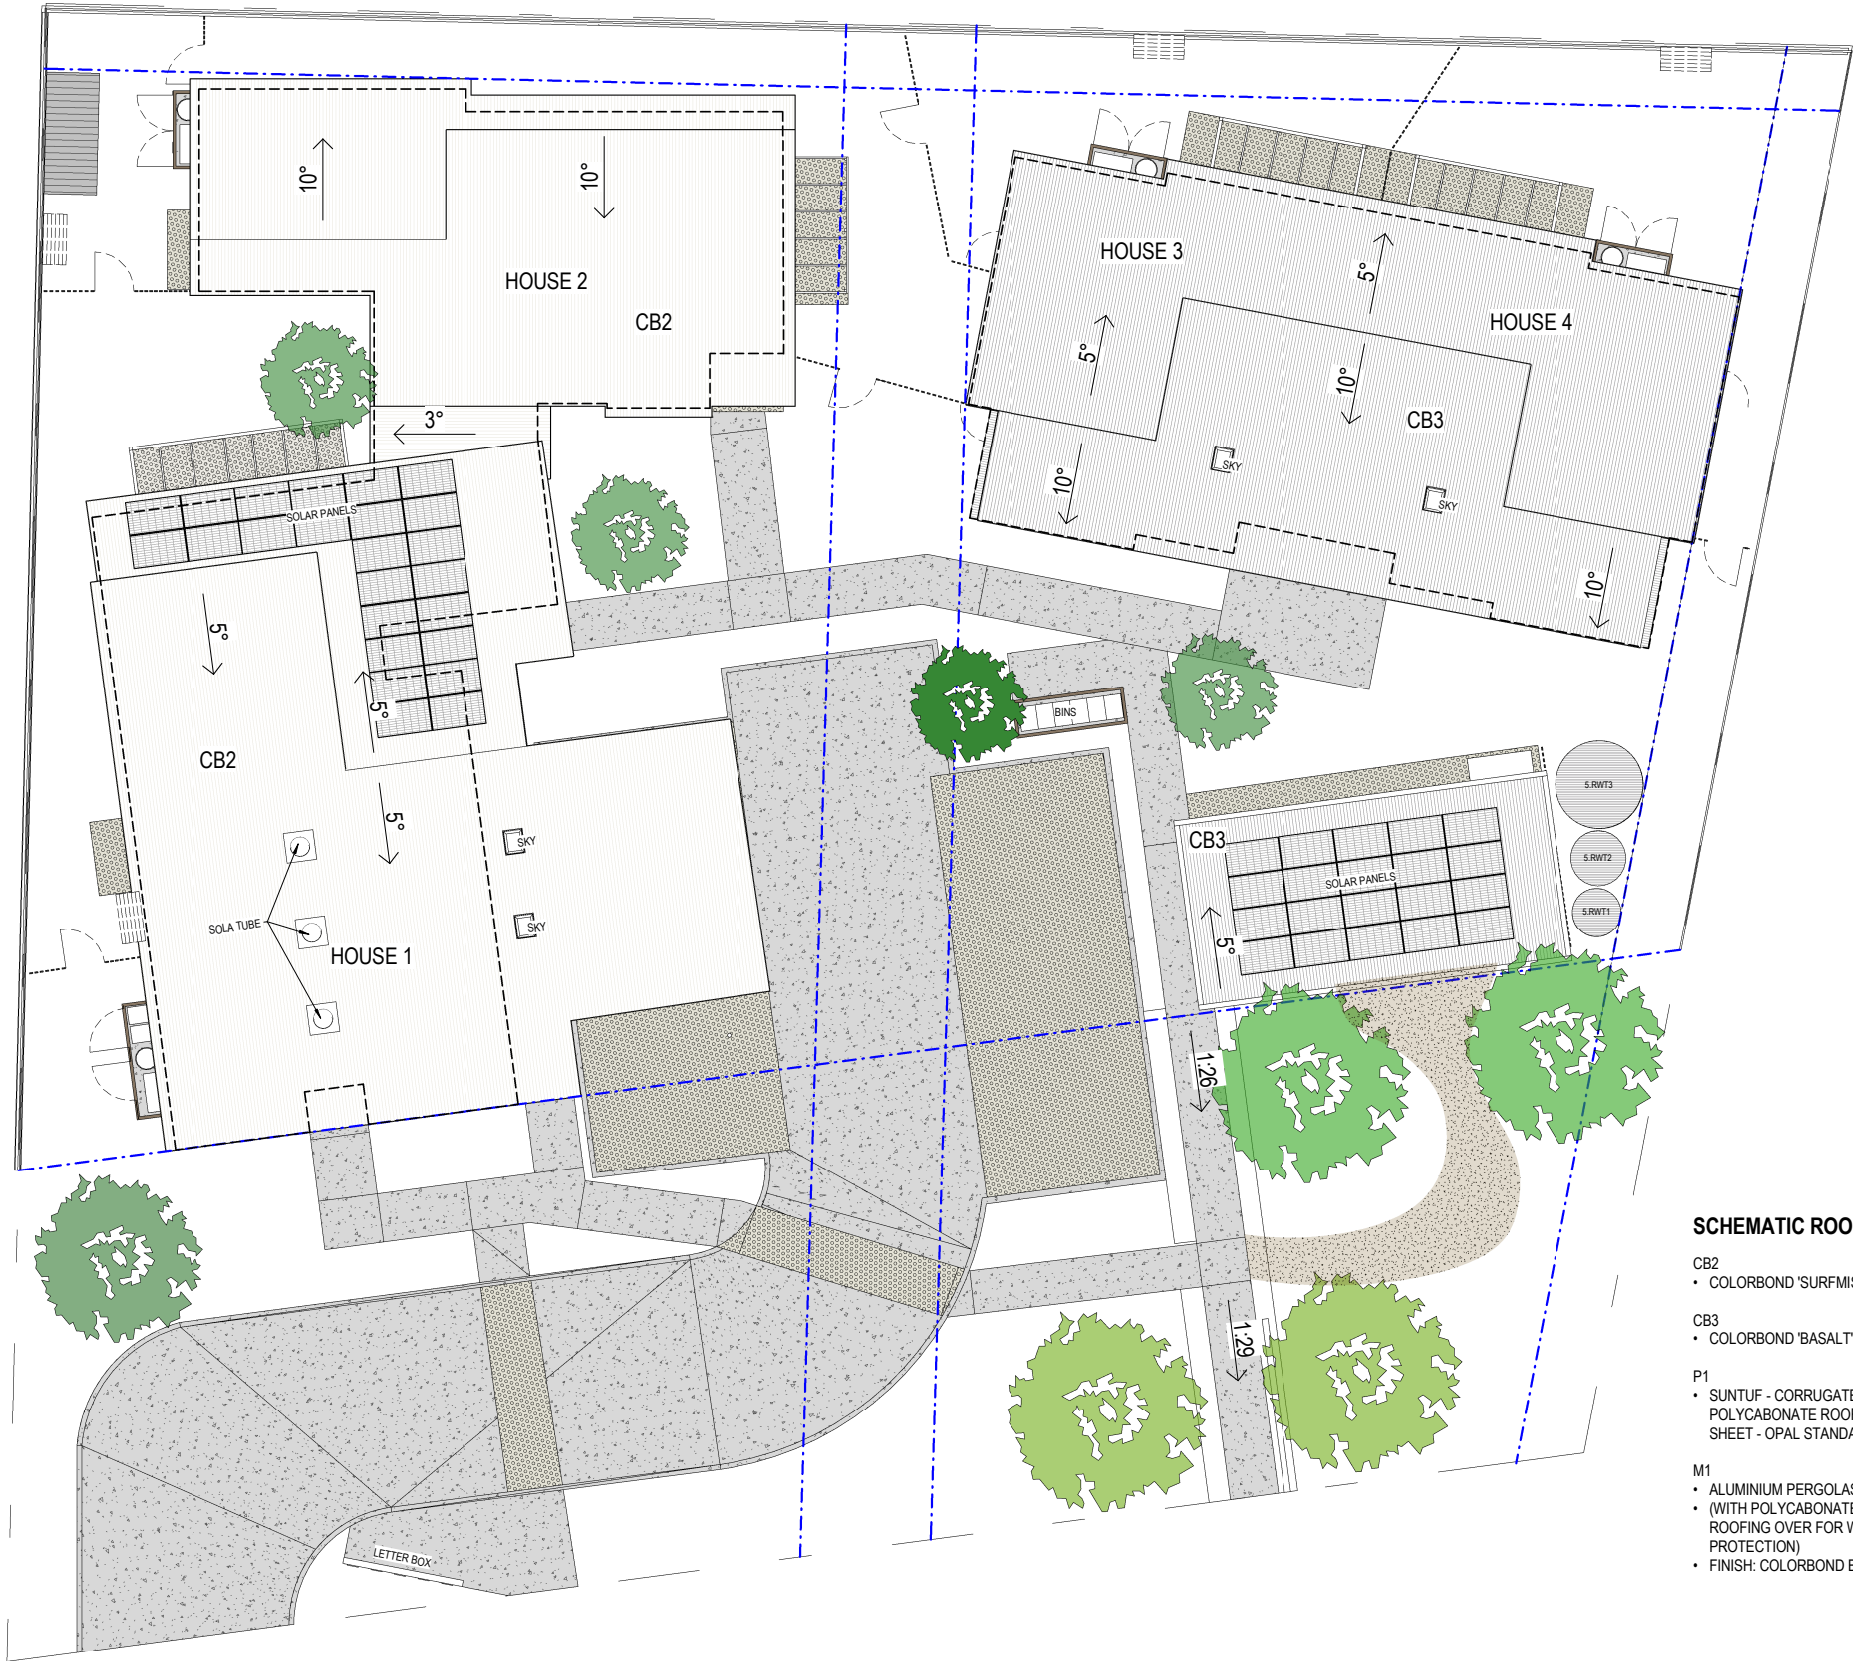 10°
10°
HOUSE 2
CB2
3°
HOUSE 3
5°
5°
HOUSE 4
10°
CB3
SKY
SKY
10°
10°
SOLAR PANELS
5°
5°
CB2
5°
SKY
SKY
SOLA TUBE
HOUSE 1
BINS
CB3
SOLAR PANELS
5°
5.RWT3
5.RWT2
5.RWT1
1:26
1:29
LETTER BOX
SCHEMATIC ROO
CB2
• COLORBOND 'SURFMIS
CB3
• COLORBOND 'BASALT'
P1
• SUNTUF - CORRUGATE
POLYCABONATE ROO
SHEET - OPAL STANDA
M1
• ALUMINIUM PERGOLAS
• (WITH POLYCABONATE
ROOFING OVER FOR W
PROTECTION)
• FINISH: COLORBOND